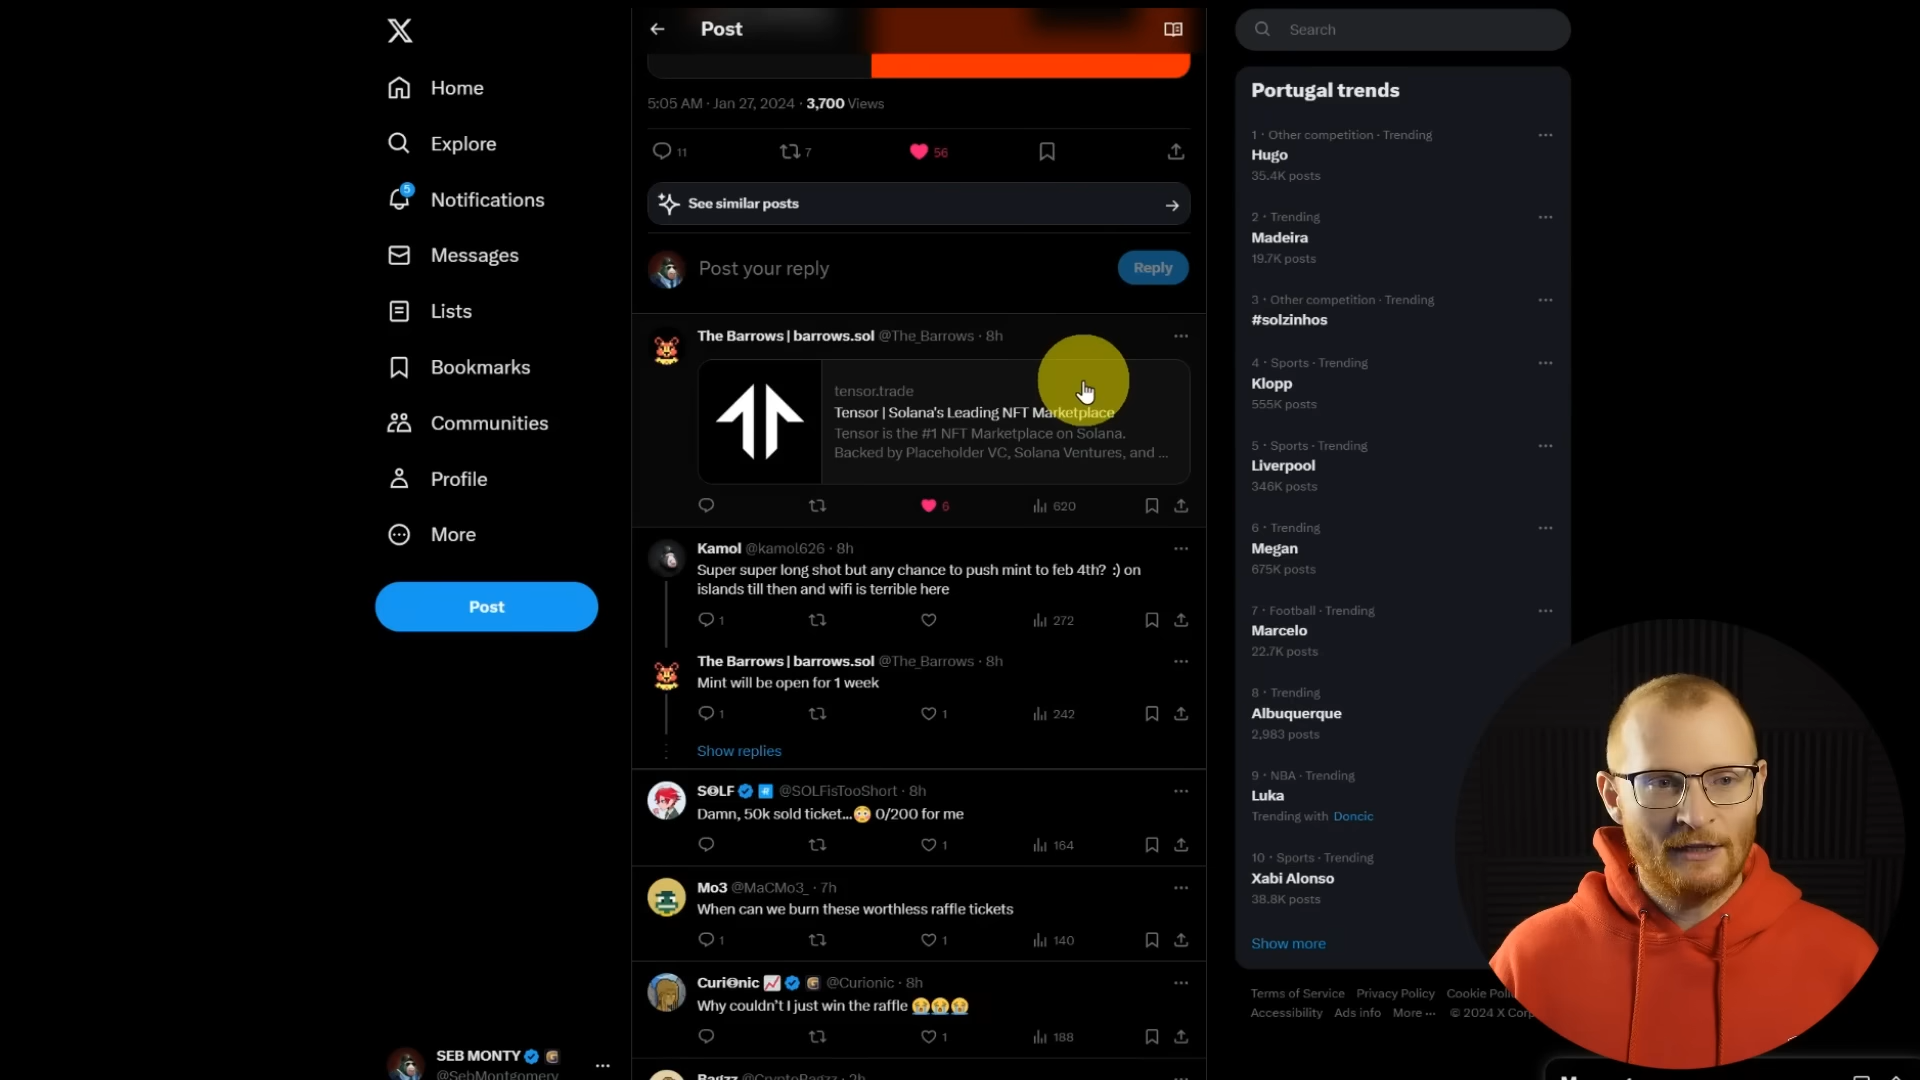 Post
Search
Home
Explore
5
Notifications
Messages
Lists
Bookmarks
Communities
Profile
More
Post
SEB MONTY
@SebMontgomery
5:05 AM · Jan 27, 2024 · 3,700 Views
11
7
56
See similar posts
Post your reply
Reply
The Barrows | barrows.sol @The_Barrows · 8h
tensor.trade
Tensor | Solana's Leading NFT Marketplace
Tensor is the #1 NFT Marketplace on Solana.
Backed by Placeholder VC, Solana Ventures, and ...
6
620
Kamol @kamol626 · 8h
Super super long shot but any chance to push mint to feb 4th? :) on
islands till then and wifi is terrible here
1
272
The Barrows | barrows.sol @The_Barrows · 8h
Mint will be open for 1 week
1
1
242
Show replies
S⊙LF @SOLFisTooShort · 8h
Damn, 50k sold ticket...😳 0/200 for me
1
164
Mo3 @MaCMo3_ · 7h
When can we burn these worthless raffle tickets
1
1
140
Curi⊙nic 📈 @Curionic · 8h
Why couldn't I just win the raffle 😭😭😭
1
188
Bagzz @CryptoBagzz · 2h
Portugal trends
1 · Other competition · Trending
Hugo
35.4K posts
2 · Trending
Madeira
19.7K posts
3 · Other competition · Trending
#solzinhos
4 · Sports · Trending
Klopp
555K posts
5 · Sports · Trending
Liverpool
346K posts
6 · Trending
Megan
675K posts
7 · Football · Trending
Marcelo
22.7K posts
8 · Trending
Albuquerque
2,983 posts
9 · NBA · Trending
Luka
Trending with Doncic
10 · Sports · Trending
Xabi Alonso
38.8K posts
Show more
Terms of Service Privacy Policy Cookie Poli
Accessibility Ads info More ··· © 2024 X Corp